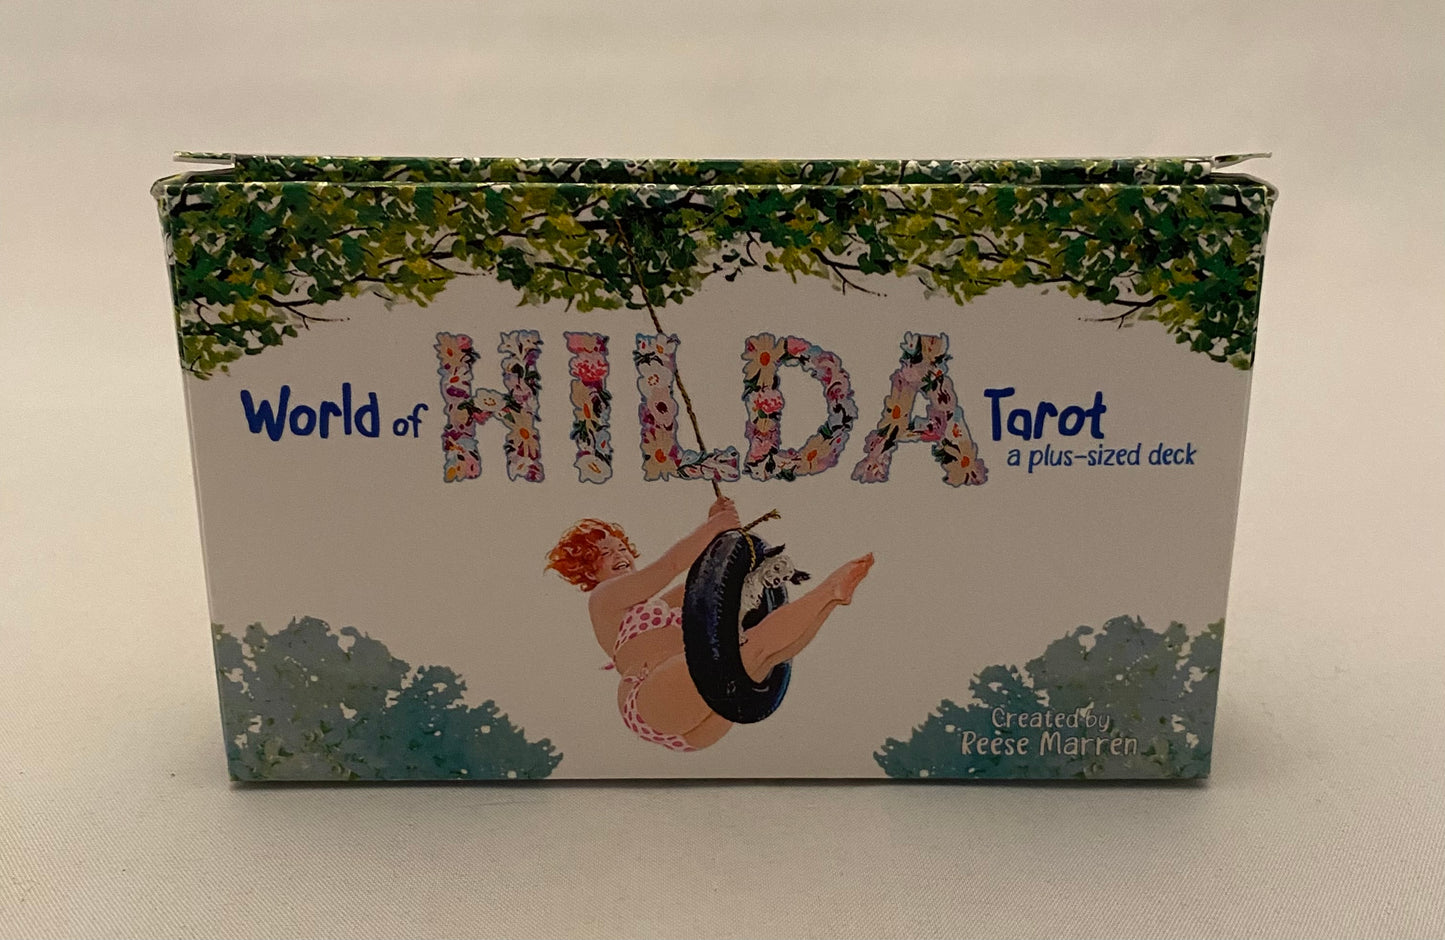 World of HILDA Tarot
a plus-sized deck
Created by
Reese Marren